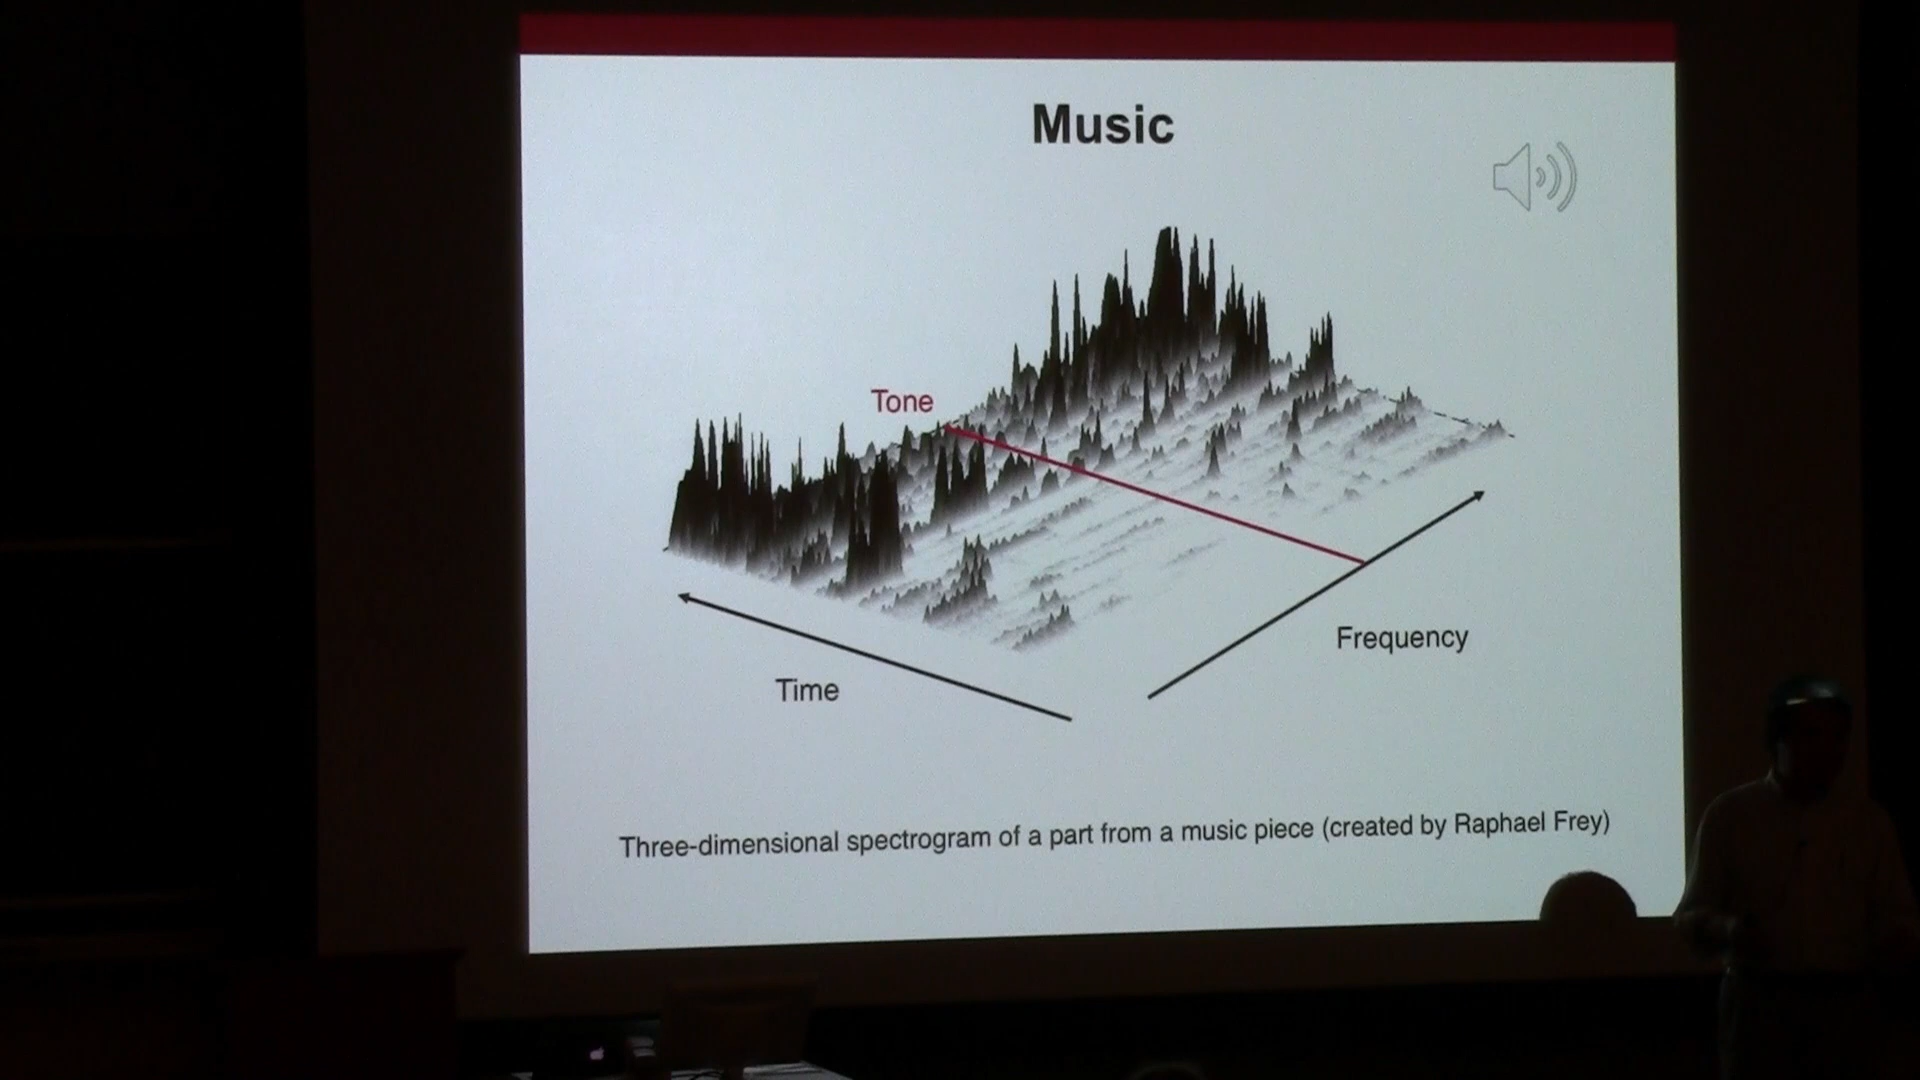 Music
Tone
Frequency
Time
Three-dimensional spectrogram of a part from a music piece (created by Raphael Frey)